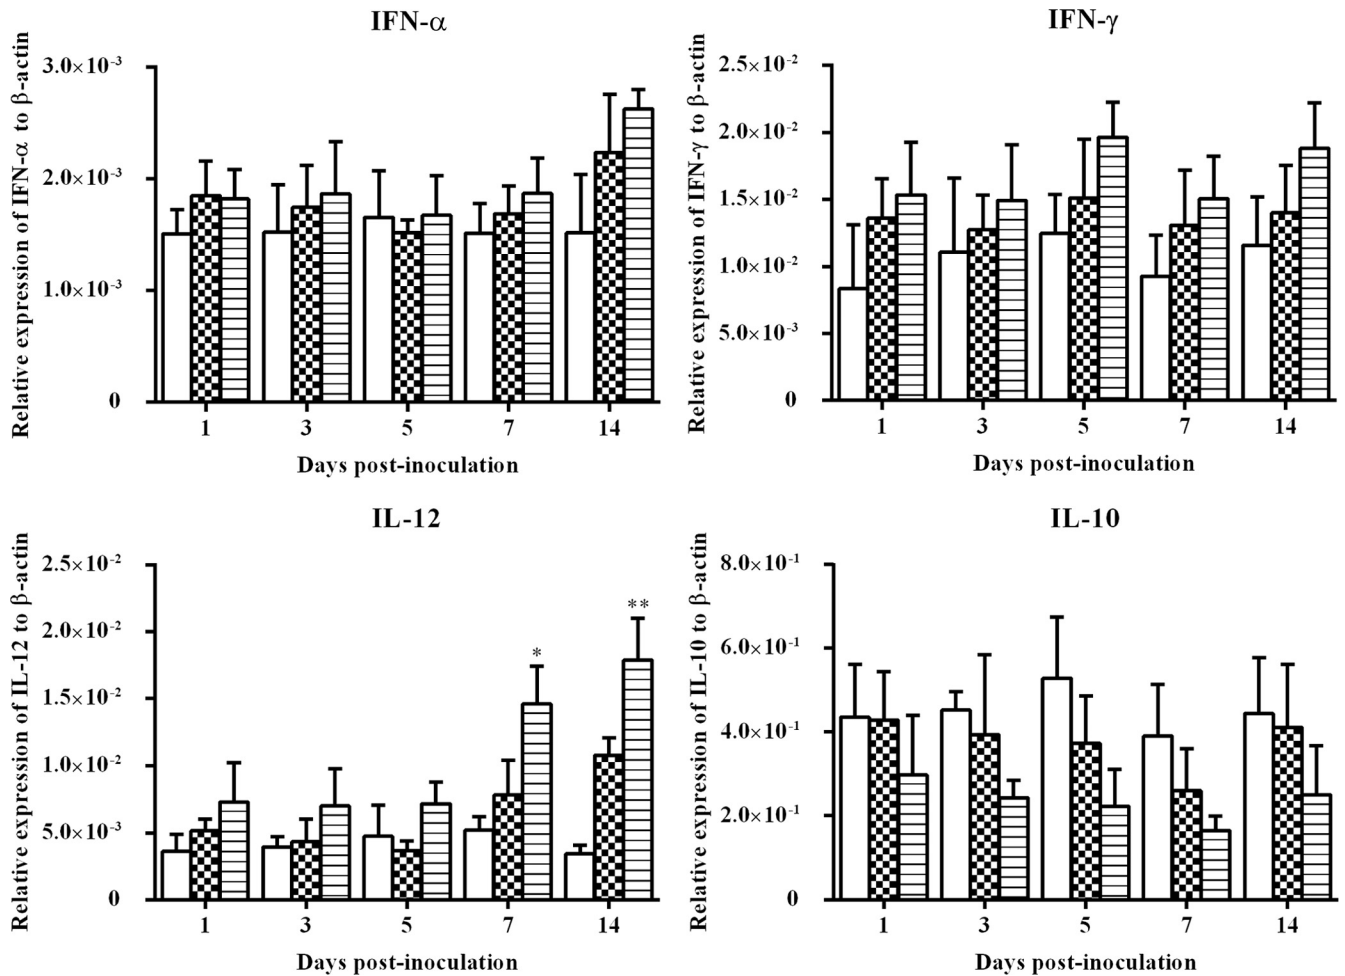 IFN-α
Relative expression of IFN-α to β-actin
3.0×10⁻³
2.0×10⁻³
1.0×10⁻³
0
1 3 5 7 14
Days post-inoculation
IFN-γ
Relative expression of IFN-γ to β-actin
2.5×10⁻²
2.0×10⁻²
1.5×10⁻²
1.0×10⁻²
5.0×10⁻³
0
1 3 5 7 14
Days post-inoculation
IL-12
Relative expression of IL-12 to β-actin
2.5×10⁻²
2.0×10⁻²
1.5×10⁻²
1.0×10⁻²
5.0×10⁻³
0
**
*
1 3 5 7 14
Days post-inoculation
IL-10
Relative expression of IL-10 to β-actin
8.0×10⁻¹
6.0×10⁻¹
4.0×10⁻¹
2.0×10⁻¹
0
1 3 5 7 14
Days post-inoculation